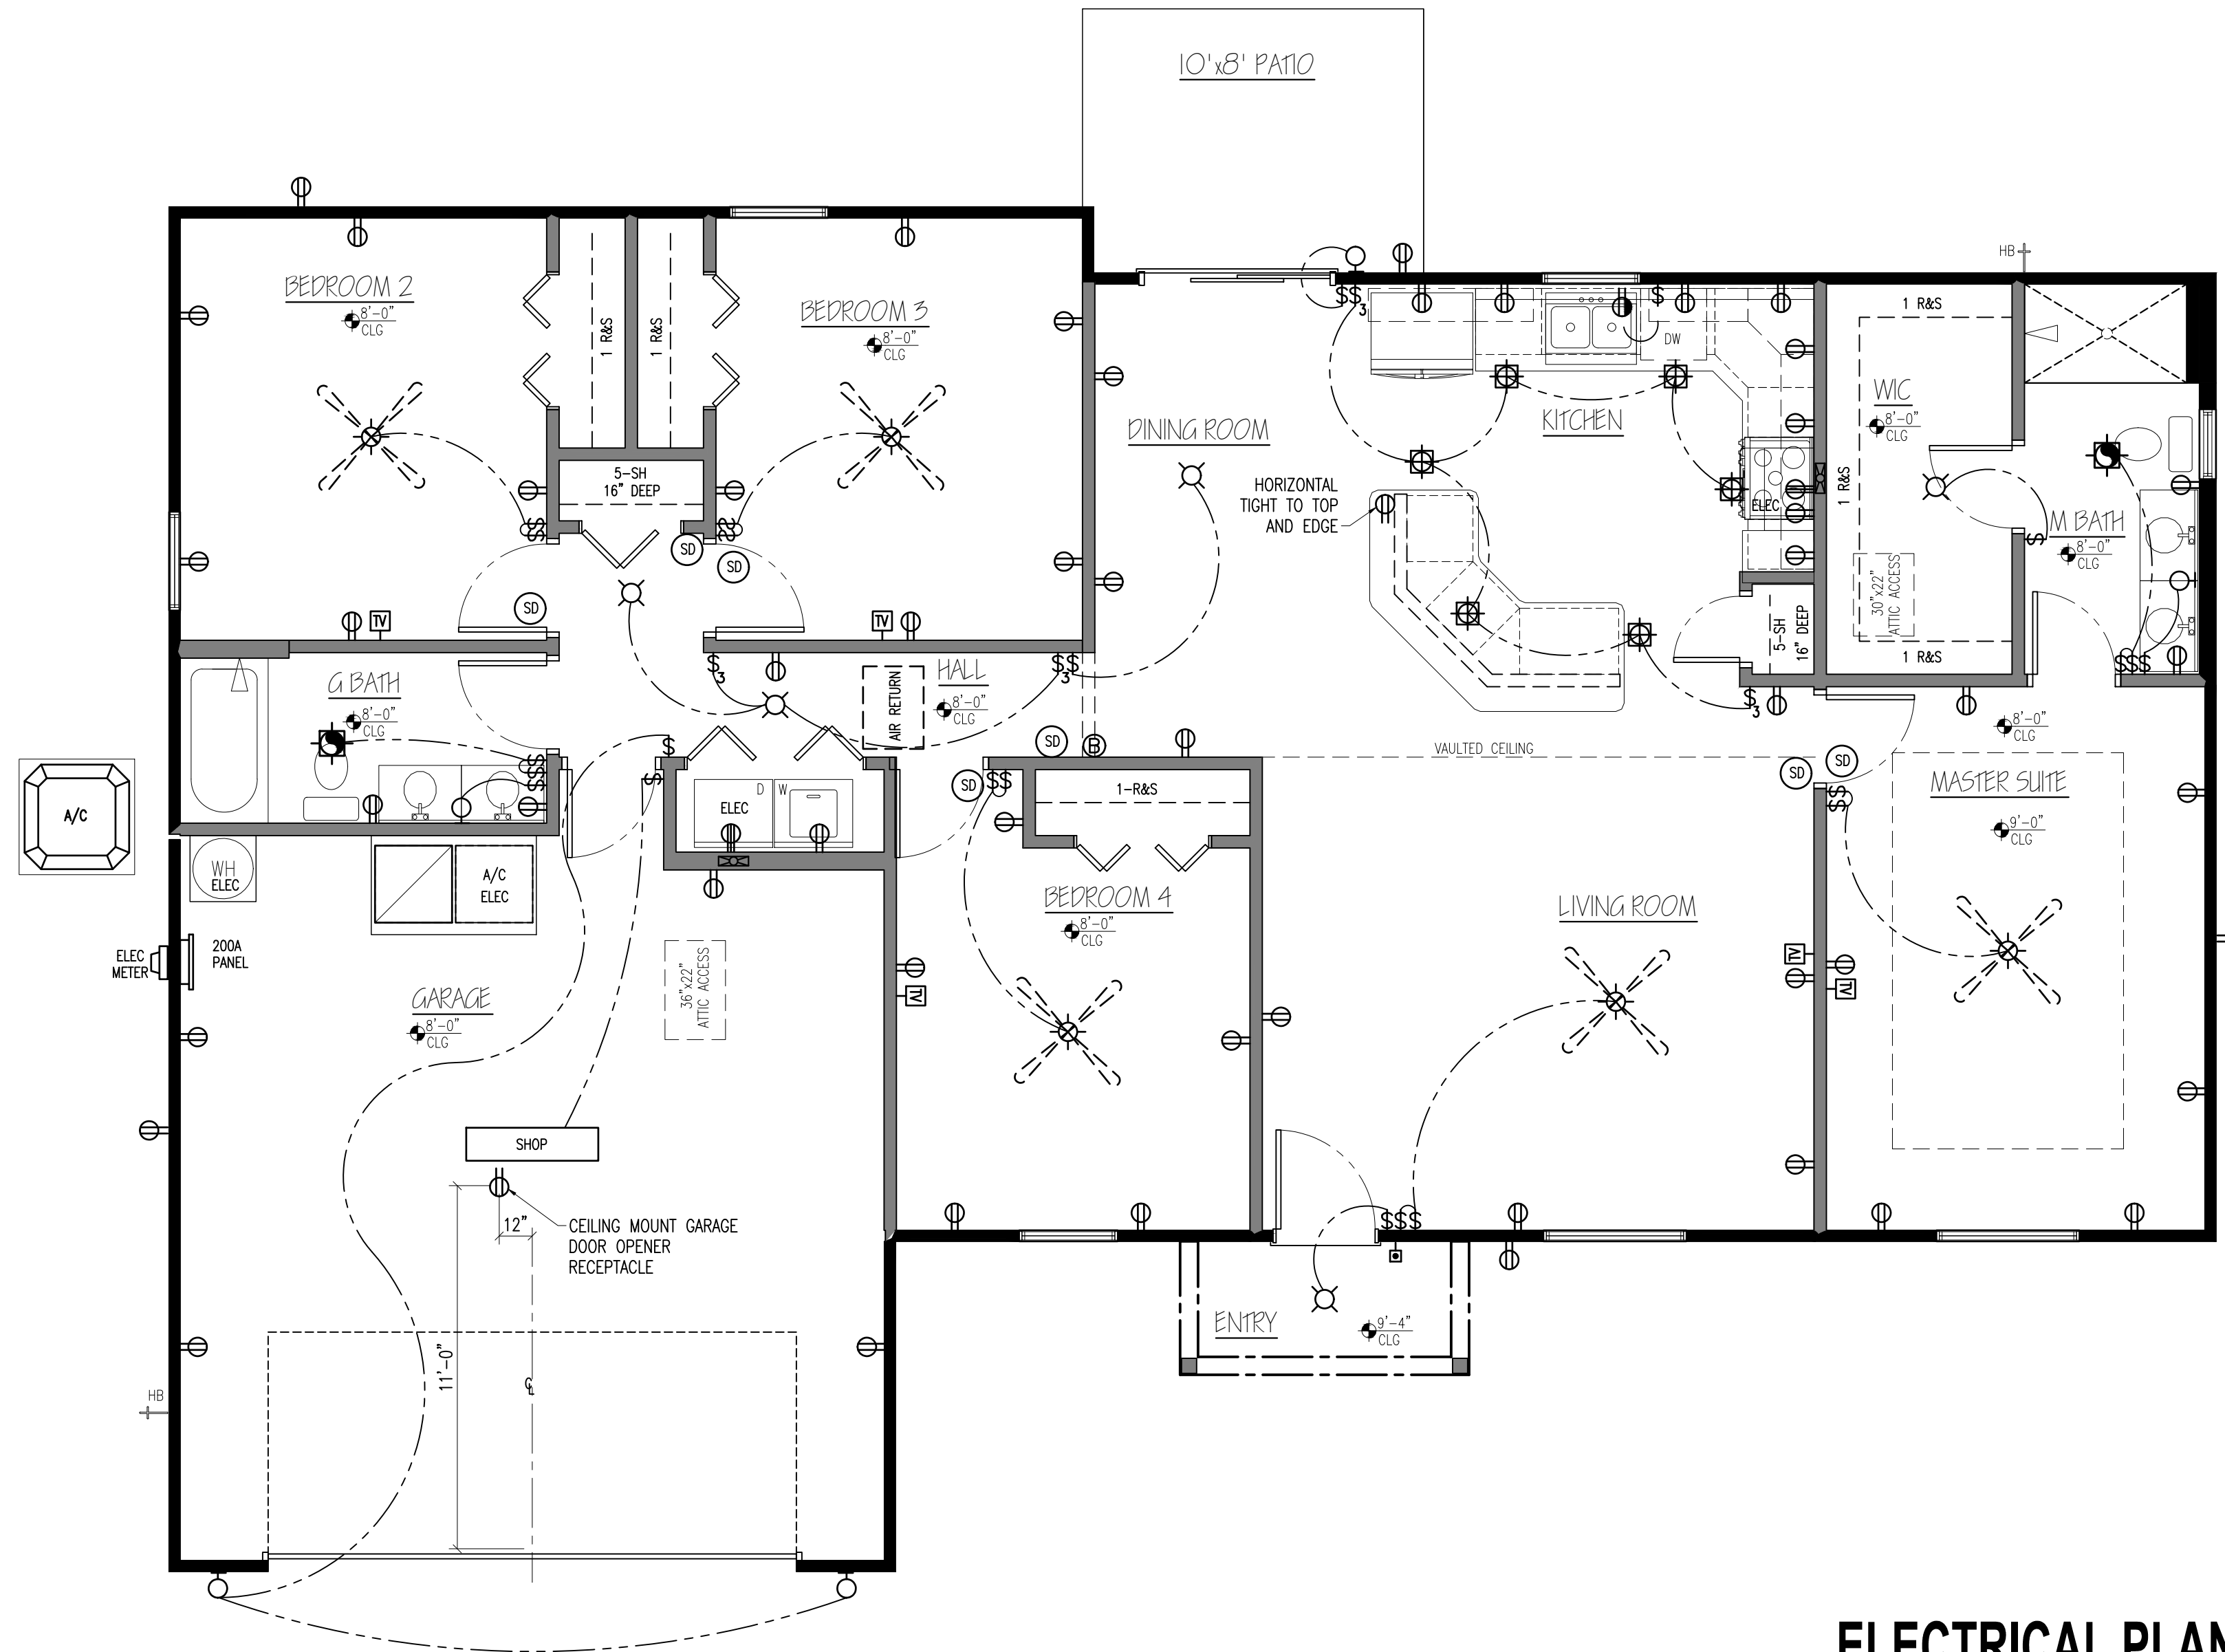 10'x8' PATIO
HB
BEDROOM 2
8'-0"
CLG
1 R&S
1 R&S
BEDROOM 3
8'-0"
CLG
$$
3
$
DW
1 R&S
WIC
8'-0"
CLG
1 R&S
DINING ROOM
KITCHEN
5-SH
16" DEEP
HORIZONTAL
TIGHT TO TOP
AND EDGE
ELEC
M BATH
8'-0"
CLG
$
$$
$$
SD
SD
SD
30"x22"
ATTIC ACCESS
5-SH
16" DEEP
1 R&S
TV
TV
$$$
G BATH
8'-0"
CLG
$
3
HALL
8'-0"
CLG
AIR RETURN
$$
3
$
3
8'-0"
CLG
$$$
$
$
SD
B
VAULTED CEILING
SD
SD
MASTER SUITE
9'-0"
CLG
A/C
D
W
ELEC
SD
$$
1-R&S
$$
WH
ELEC
A/C
ELEC
BEDROOM 4
8'-0"
CLG
LIVING ROOM
ELEC
METER
200A
PANEL
36"x22"
ATTIC ACCESS
TV
TV
TV
GARAGE
8'-0"
CLG
SHOP
12"
CEILING MOUNT GARAGE
DOOR OPENER
RECEPTACLE
$$$
ENTRY
9'-4"
CLG
11'-0"
CL
HB
ELECTRICAL PLAN